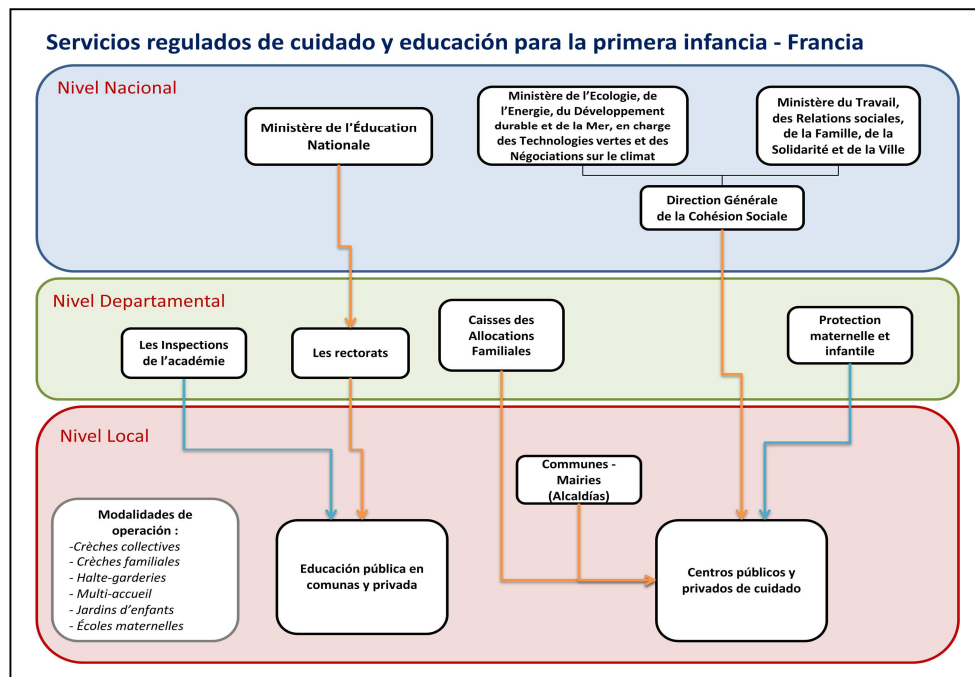 Servicios regulados de cuidado y educación para la primera infancia - Francia
Nivel Nacional
Ministère de l'Éducation
Nationale
Ministère de l'Ecologie, de
l'Energie, du Développement
durable et de la Mer, en charge
des Technologies vertes et des
Négociations sur le climat
Ministère du Travail,
des Relations sociales,
de la Famille, de la
Solidarité et de la Ville
Direction Générale
de la Cohésion Sociale
Nivel Departamental
Les Inspections
de l'académie
Les rectorats
Caisses des
Allocations
Familiales
Protection
maternelle et
infantile
Nivel Local
Communes -
Mairies
(Alcaldías)
Modalidades de
operación :
-Crèches collectives
- Crèches familiales
- Halte-garderies
- Multi-accueil
- Jardins d'enfants
- Écoles maternelles
Educación pública en
comunas y privada
Centros públicos y
privados de cuidado